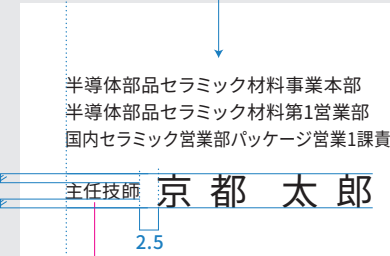 半導体部品セラミック材料事業本部
半導体部品セラミック材料第1営業部
国内セラミック営業部パッケージ営業1課責
主任技師 京都 太郎
2.5